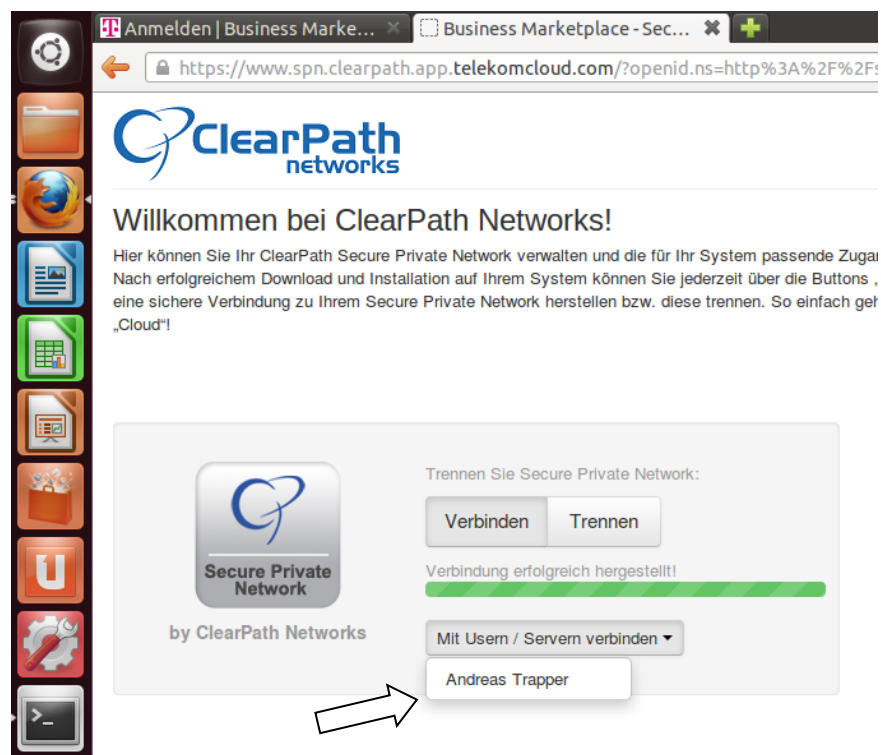 Anmelden | Business Marke...
Business Marketplace - Sec...
https://www.spn.clearpath.app.telekomcloud.com/?openid.ns=http%3A%2F%2Fs
ClearPath
networks
Willkommen bei ClearPath Networks!
Hier können Sie Ihr ClearPath Secure Private Network verwalten und die für Ihr System passende Zugan
Nach erfolgreichem Download und Installation auf Ihrem System können Sie jederzeit über die Buttons „
eine sichere Verbindung zu Ihrem Secure Private Network herstellen bzw. diese trennen. So einfach geh
„Cloud“!
Trennen Sie Secure Private Network:
Verbinden Trennen
Secure Private
Network
Verbindung erfolgreich hergestellt!
by ClearPath Networks
Mit Usern / Servern verbinden
Andreas Trapper